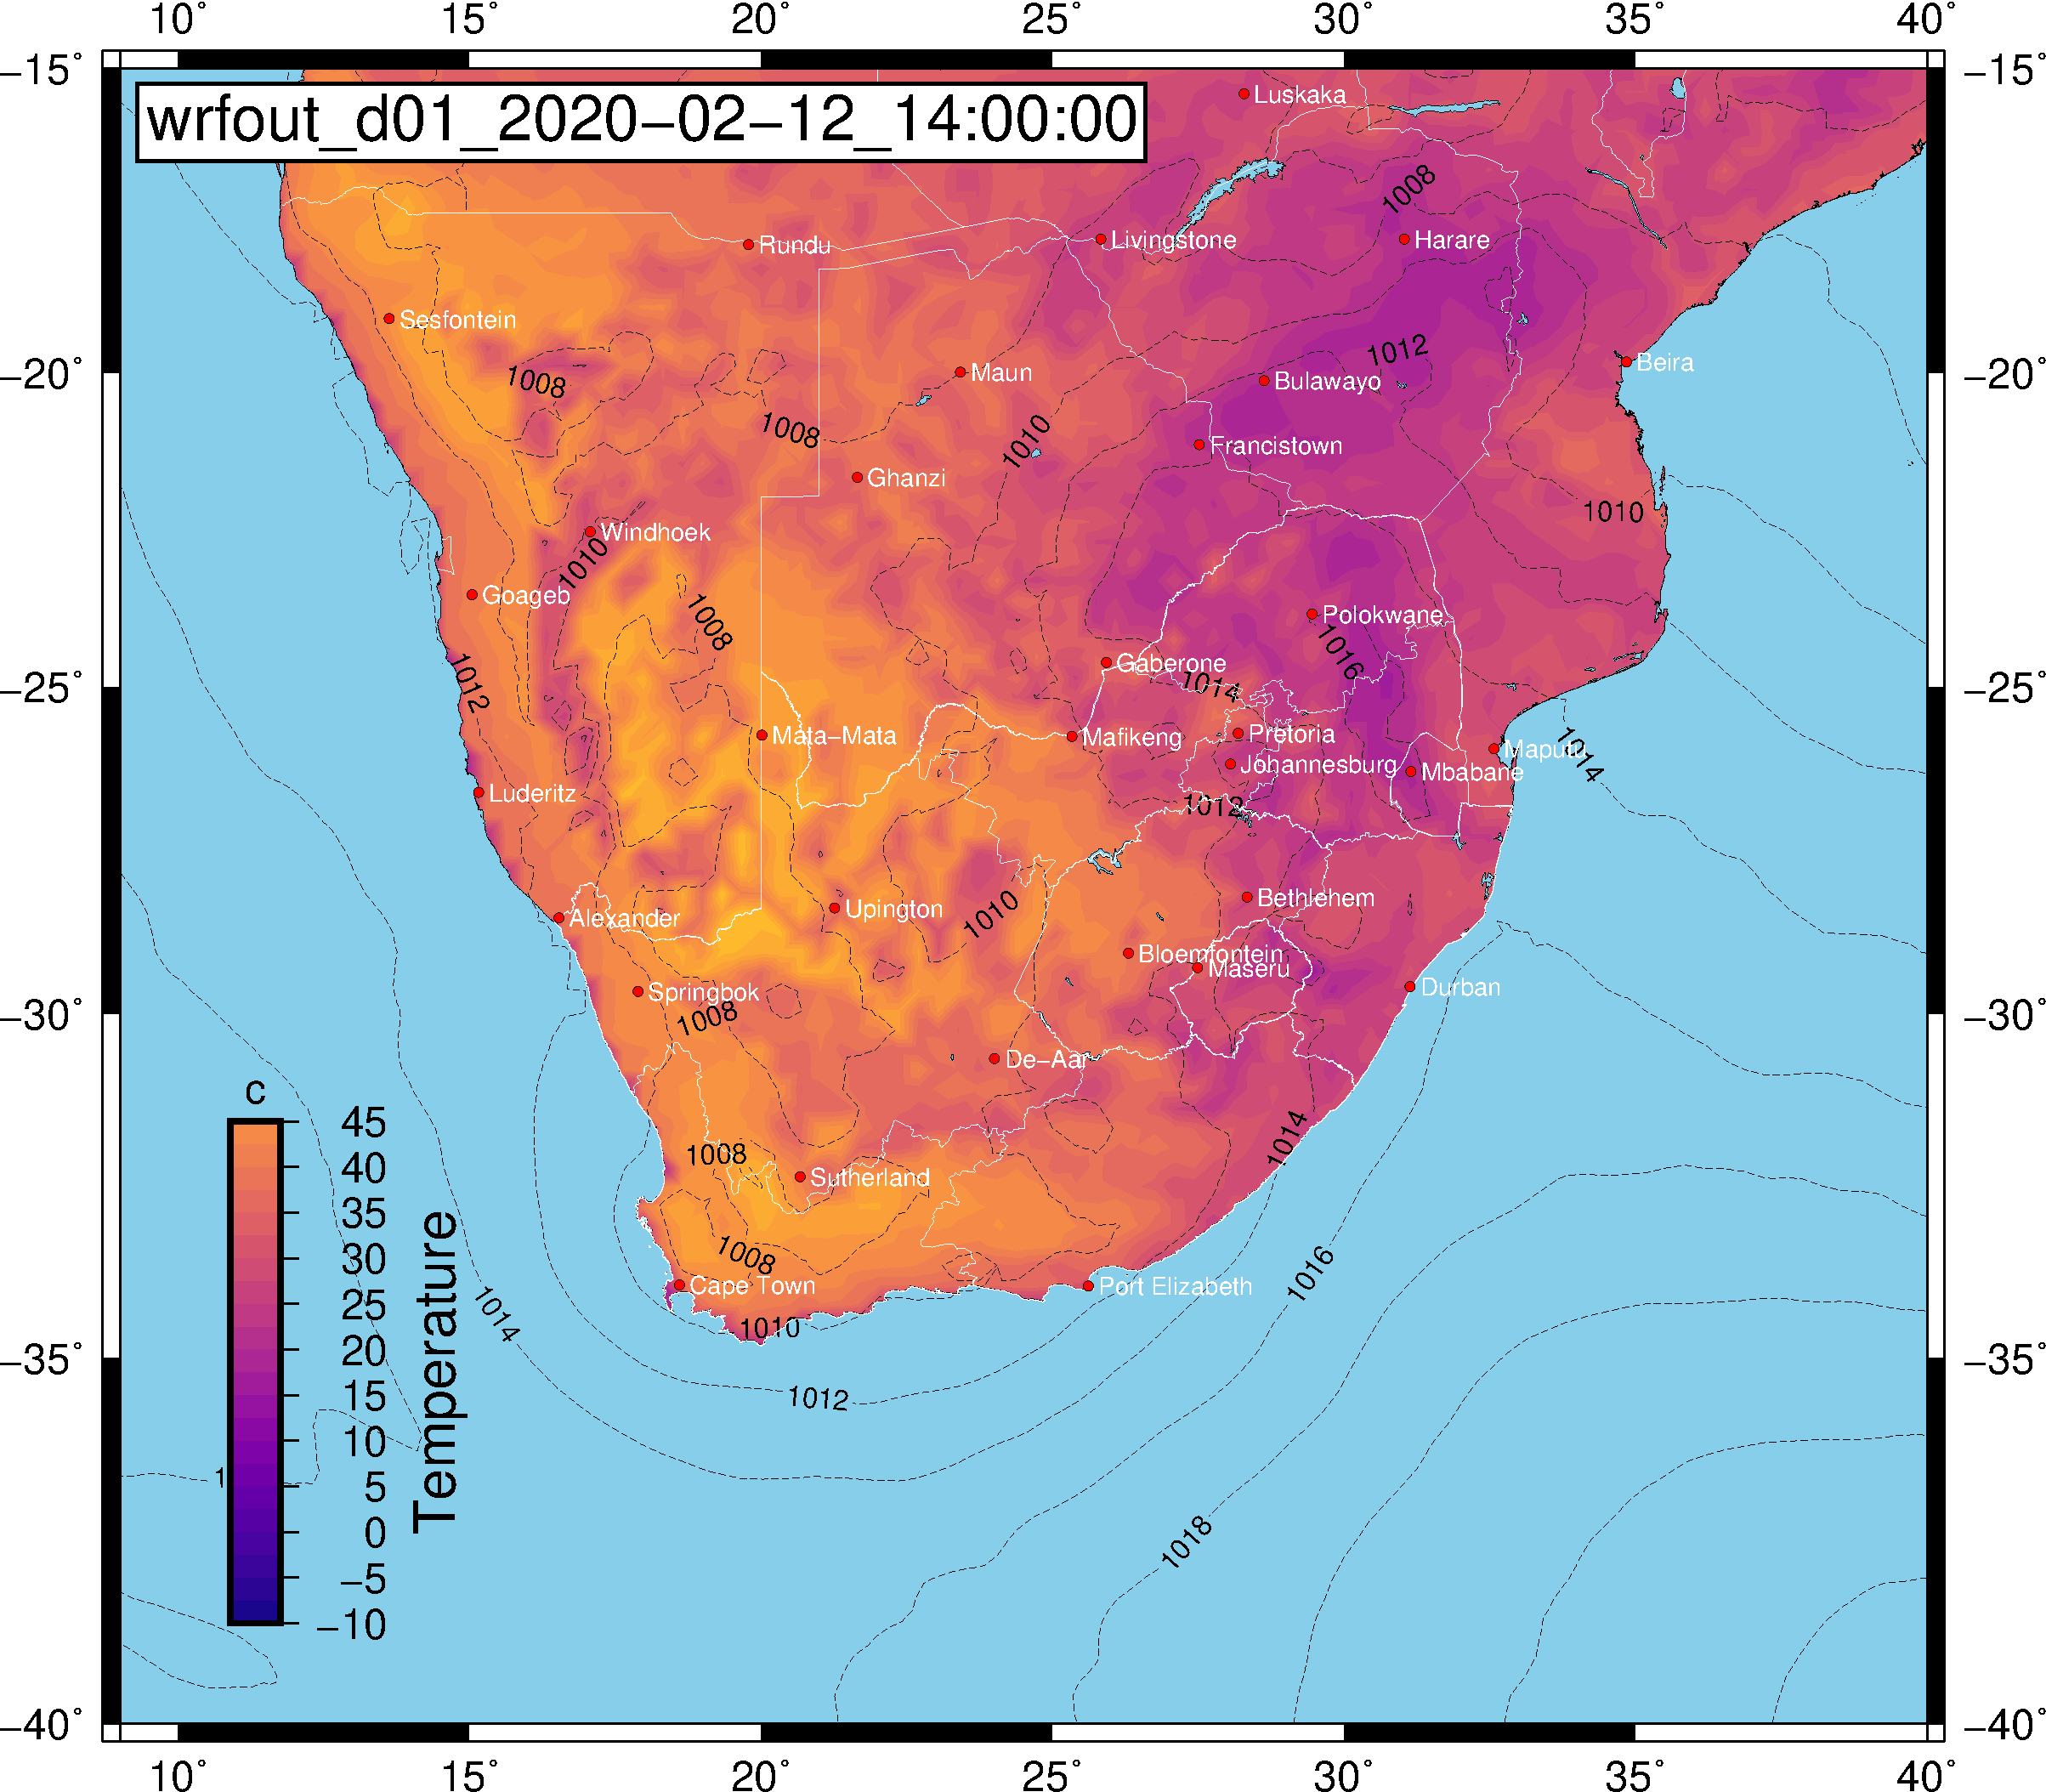 10° 15° 20° 25° 30° 35° 40°
−15° −15°
wrfout_d01_2020−02−12_14:00:00
Luskaka
1008
Rundu Livingstone Harare
Sesfontein
1012
Beira
1008 Maun Bulawayo
−20° −20°
1008 1010 Francistown
Ghanzi
1010
Windhoek
1010
Goageb 1008 Polokwane
1016
Gaberone
1012 1014
−25° −25°
Mata−Mata Mafikeng Pretoria Maputu
Johannesburg Mbabane 1014
Luderitz 1012
Bethlehem
Alexander Upington 1010
Bloemfontein
Maseru
Springbok Durban
1008
−30° −30°
De−Aar
c
45
1014
1008
40
Sutherland
35
1008 1016
30
Cape Town Port Elizabeth
25
1014 1010
20
−35° −35°
15
1012
10
1
5
0
1018
−5
−10
Temperature
−40° −40°
10° 15° 20° 25° 30° 35° 40°